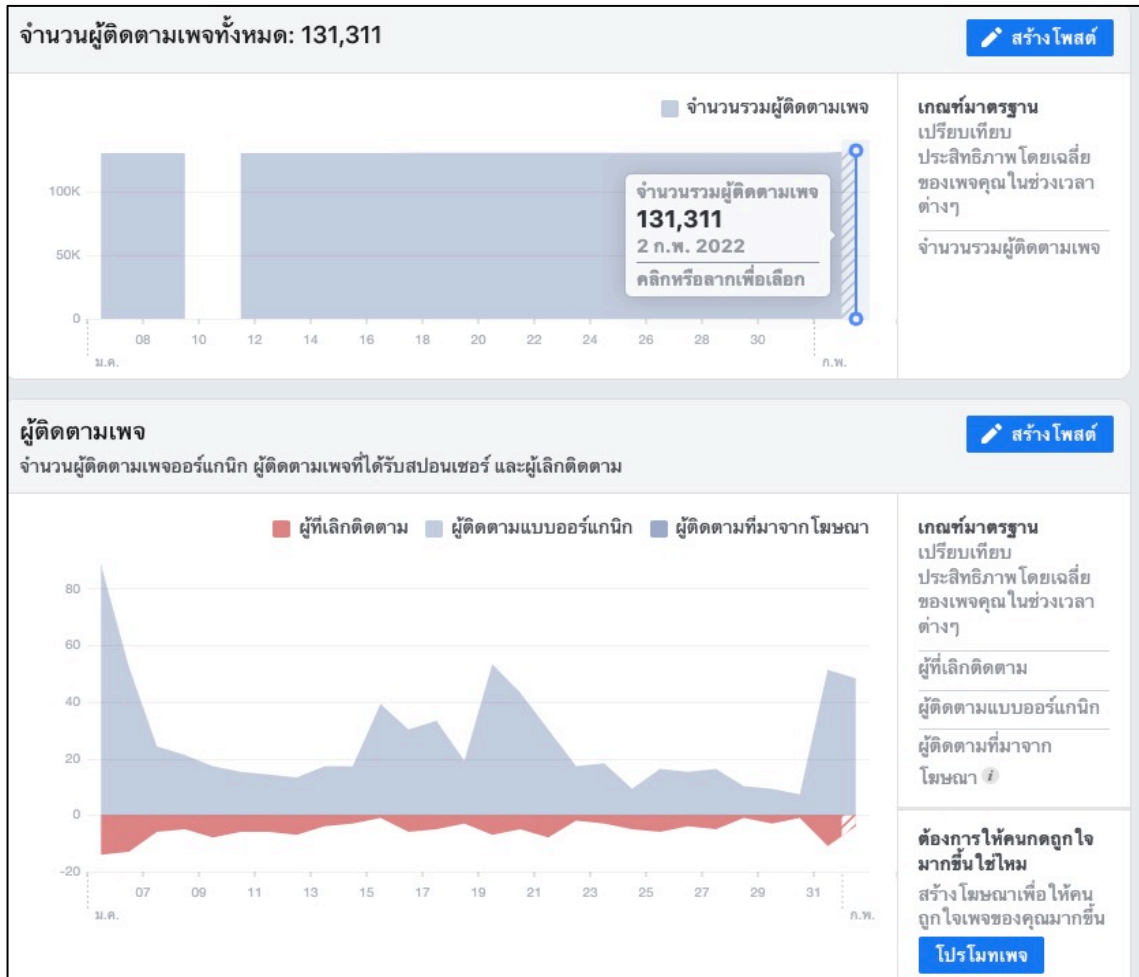 จำนวนผู้ติดตามเพจทั้งหมด: 131,311
สร้างโพสต์
จำนวนรวมผู้ติดตามเพจ
100K
50K
0
จำนวนรวมผู้ติดตามเพจ
131,311
2 ก.พ. 2022
คลิกหรือลากเพื่อเลือก
08 10 12 14 16 18 20 22 24 26 28 30
ม.ค. ก.พ.
เกณฑ์มาตรฐาน
เปรียบเทียบ
ประสิทธิภาพโดยเฉลี่ย
ของเพจคุณในช่วงเวลา
ต่างๆ
จำนวนรวมผู้ติดตามเพจ
ผู้ติดตามเพจ
จำนวนผู้ติดตามเพจออร์แกนิก ผู้ติดตามเพจที่ได้รับสปอนเซอร์ และผู้เลิกติดตาม
สร้างโพสต์
ผู้ที่เลิกติดตาม ผู้ติดตามแบบออร์แกนิก ผู้ติดตามที่มาจากโฆษณา
80
60
40
20
0
-20
07 09 11 13 15 17 19 21 23 25 27 29 31
ม.ค. ก.พ.
เกณฑ์มาตรฐาน
เปรียบเทียบ
ประสิทธิภาพโดยเฉลี่ย
ของเพจคุณในช่วงเวลา
ต่างๆ
ผู้ที่เลิกติดตาม
ผู้ติดตามแบบออร์แกนิก
ผู้ติดตามที่มาจาก
โฆษณา i
ต้องการให้คนกดถูกใจ
มากขึ้นใช่ไหม
สร้างโฆษณาเพื่อให้คน
ถูกใจเพจของคุณมากขึ้น
โปรโมทเพจ